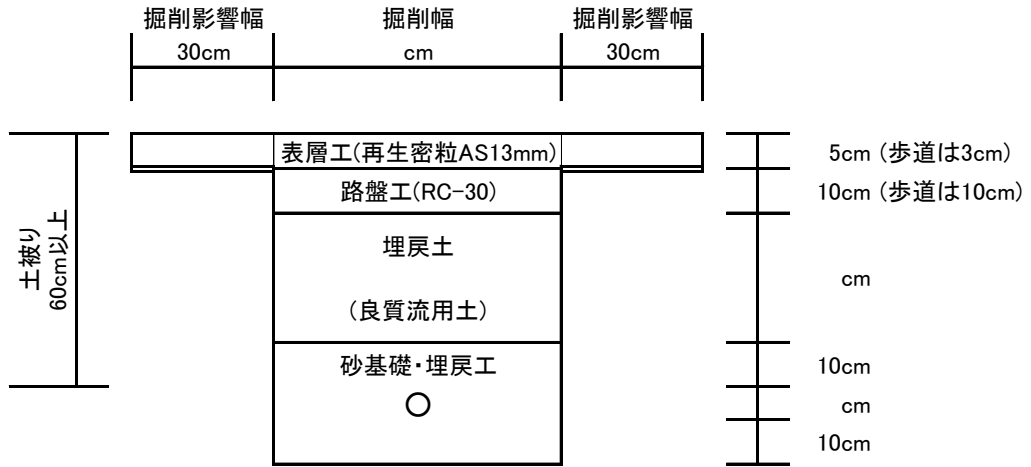 掘削影響幅 掘削幅 掘削影響幅
30cm cm 30cm
表層工(再生密粒AS13mm) 5cm (歩道は3cm)
路盤工(RC-30) 10cm (歩道は10cm)
土被り
60cm以上
埋戻土
(良質流用土)
cm
砂基礎・埋戻工 10cm
cm
10cm